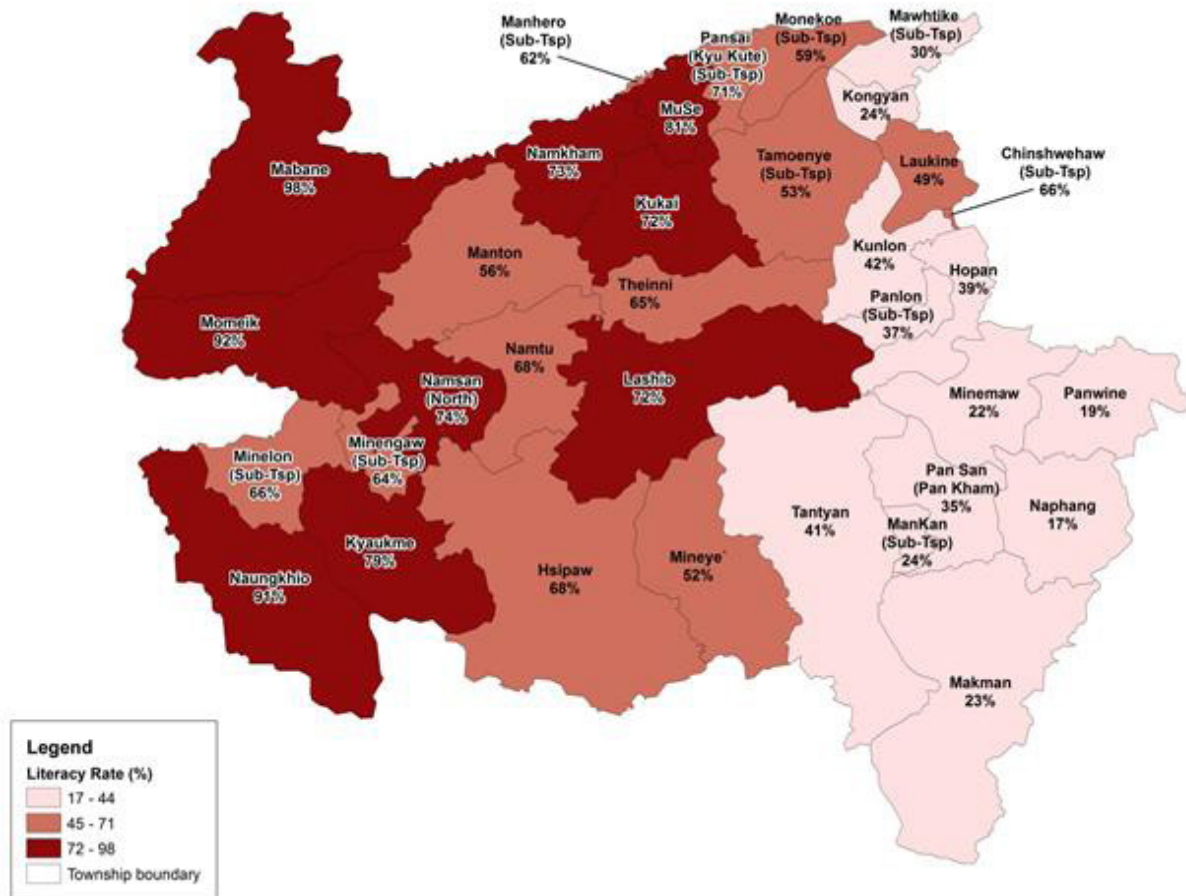 Manhero
(Sub-Tsp)
62%
Pansai
(Kyu Kute)
(Sub-Tsp)
71%
Monekoe
(Sub-Tsp)
59%
Mawhtike
(Sub-Tsp)
30%
Kongyan
24%
MuSe
81%
Namkham
73%
Mabane
98%
Kukai
72%
Tamoenye
(Sub-Tsp)
53%
Laukine
49%
Chinshwehaw
(Sub-Tsp)
66%
Manton
56%
Theinni
65%
Kunlon
42%
Hopan
39%
Panlon
(Sub-Tsp)
37%
Momeik
92%
Namsan
(North)
74%
Namtu
68%
Lashio
72%
Minemaw
22%
Panwine
19%
Minelon
(Sub-Tsp)
66%
Minengaw
(Sub-Tsp)
64%
Pan San
(Pan Kham)
35%
Naphang
17%
Tantyan
41%
ManKan
(Sub-Tsp)
24%
Kyaukme
79%
Naungkhio
91%
Hsipaw
68%
Mineye`
52%
Makman
23%
Legend
Literacy Rate (%)
17 - 44
45 - 71
72 - 98
Township boundary